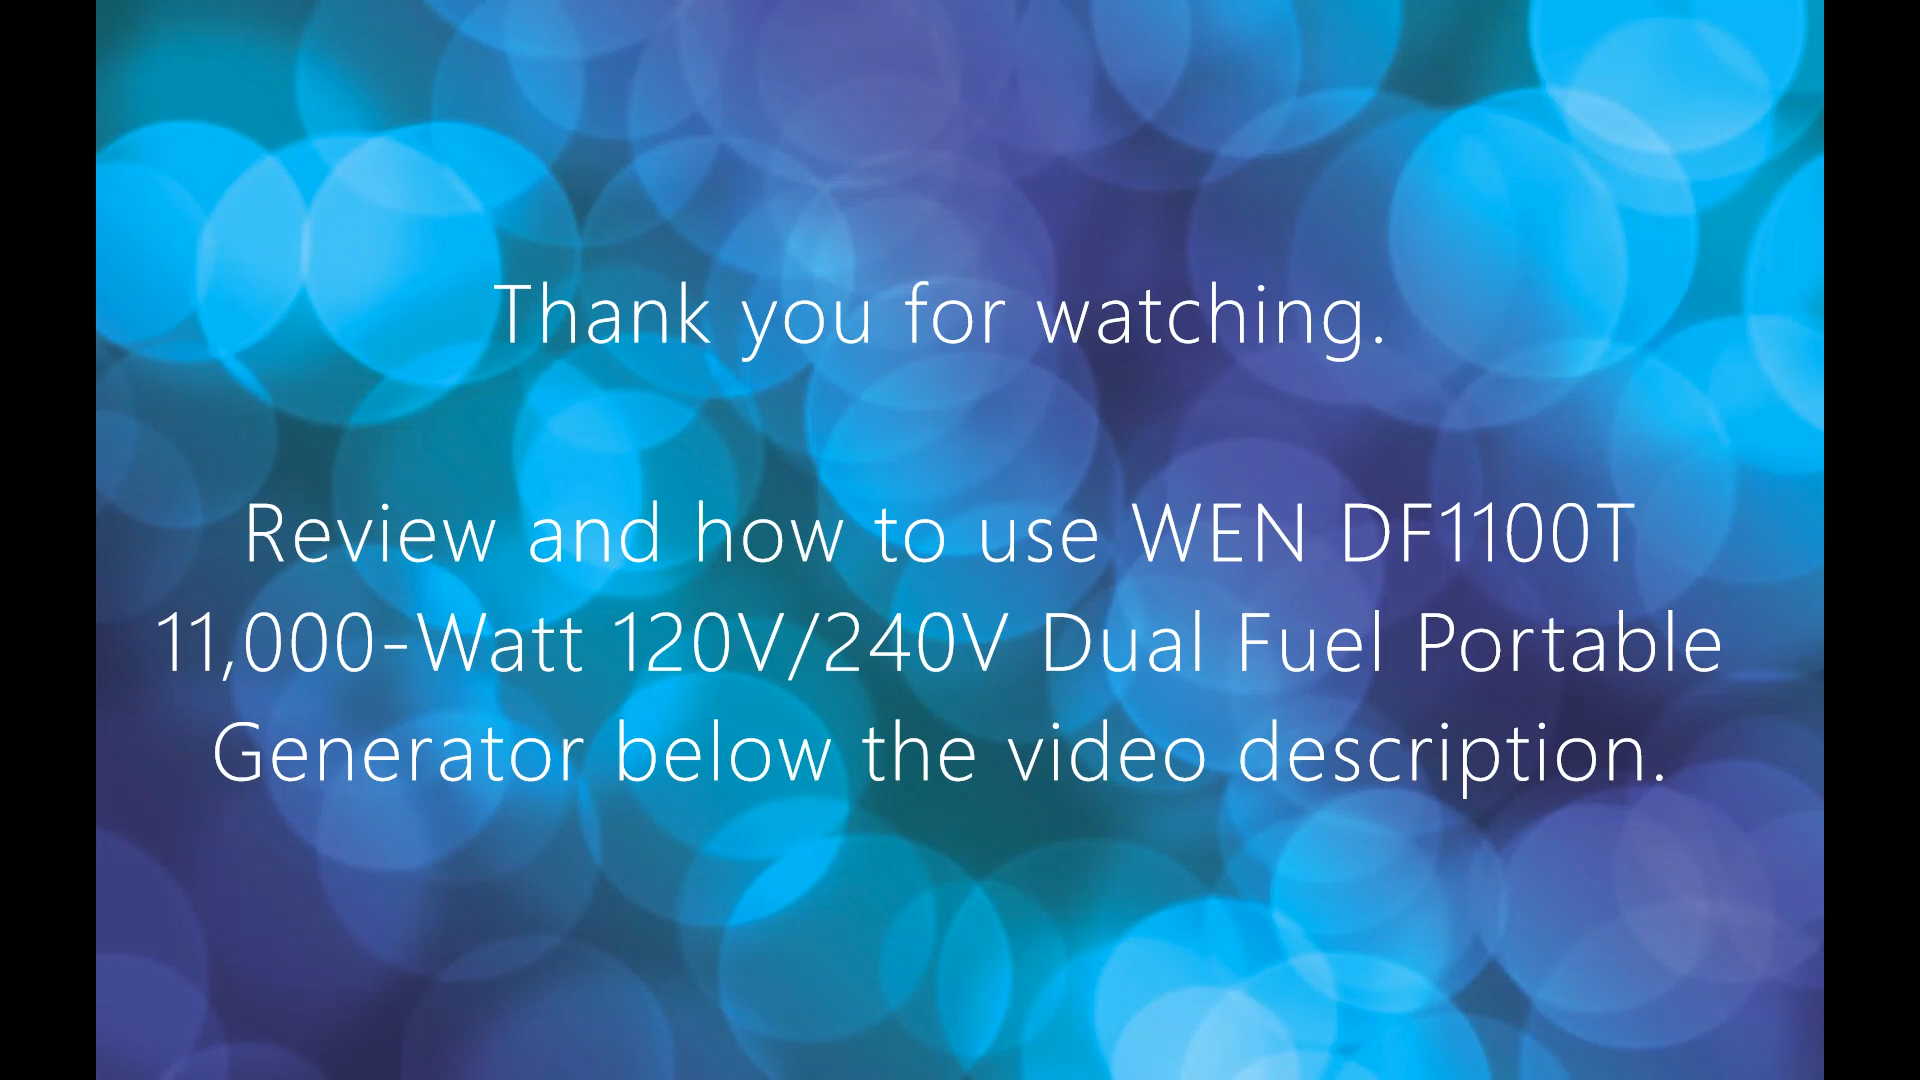 Thank you for watching.
Review and how to use WEN DF1100T
11,000-Watt 120V/240V Dual Fuel Portable
Generator below the video description.